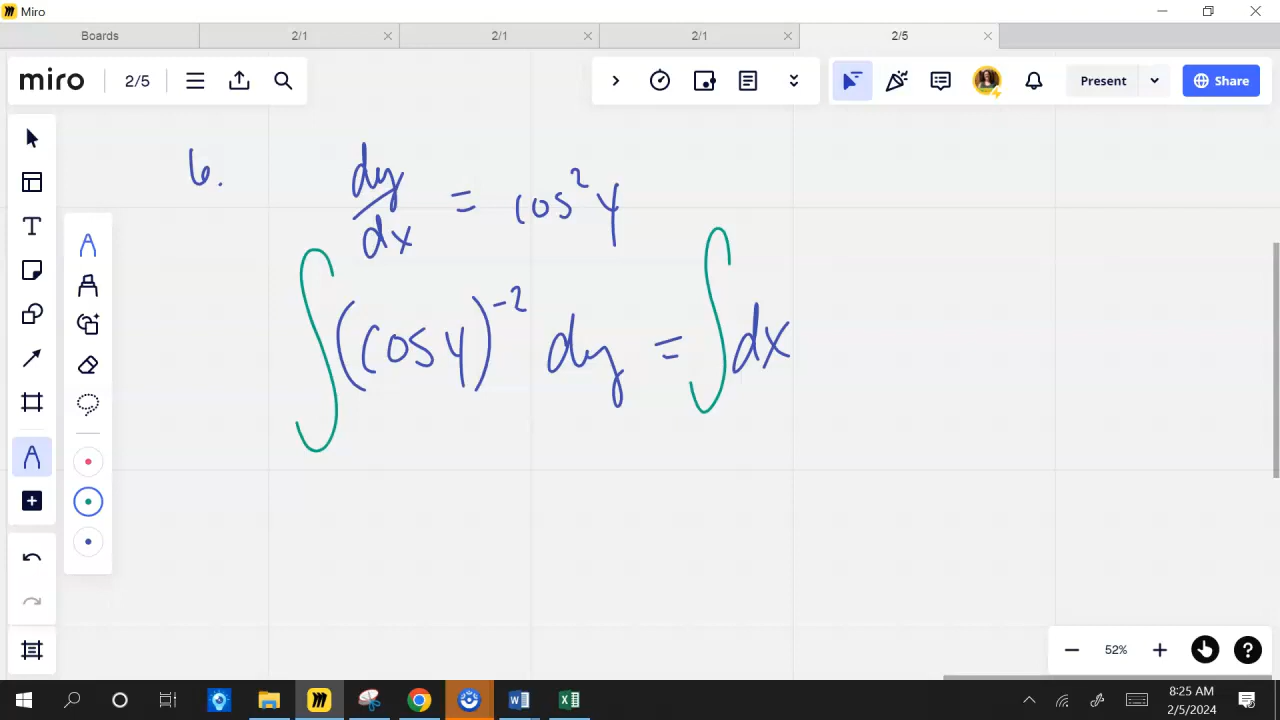 Miro
Boards 2/1 2/1 2/1 2/5
miro 2/5 Present Share
6. dy/dx = cos² y
∫ (cos y)⁻² dy = ∫ dx
52%
8:25 AM
2/5/2024